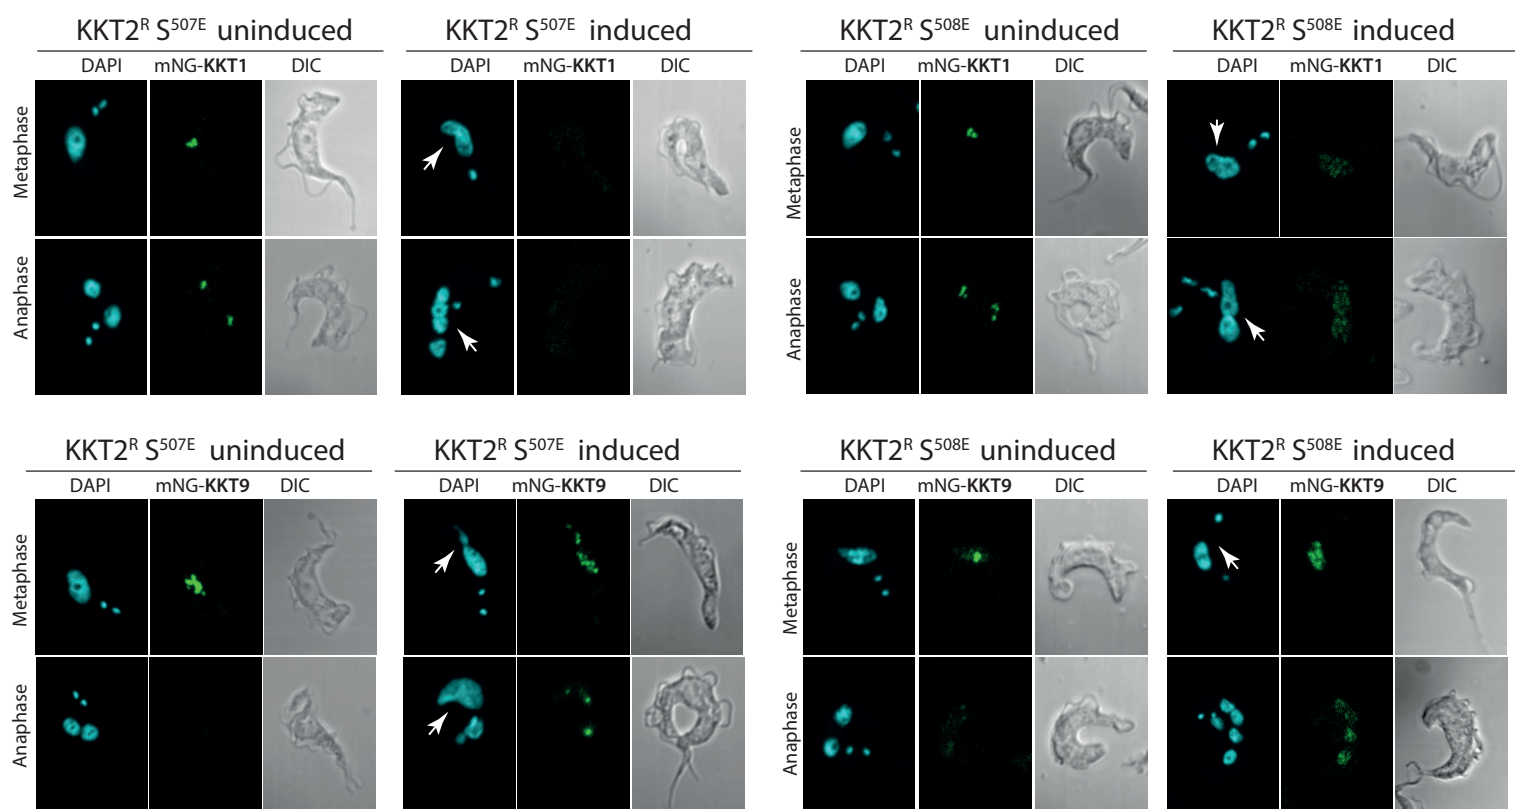 KKT2ᴿ S⁵⁰⁷ᴱ uninduced
KKT2ᴿ S⁵⁰⁷ᴱ induced
KKT2ᴿ S⁵⁰⁸ᴱ uninduced
KKT2ᴿ S⁵⁰⁸ᴱ induced
DAPI mNG-KKT1 DIC
DAPI mNG-KKT1 DIC
DAPI mNG-KKT1 DIC
DAPI mNG-KKT1 DIC
Metaphase
Metaphase
Anaphase
Anaphase
KKT2ᴿ S⁵⁰⁷ᴱ uninduced
KKT2ᴿ S⁵⁰⁷ᴱ induced
KKT2ᴿ S⁵⁰⁸ᴱ uninduced
KKT2ᴿ S⁵⁰⁸ᴱ induced
DAPI mNG-KKT9 DIC
DAPI mNG-KKT9 DIC
DAPI mNG-KKT9 DIC
DAPI mNG-KKT9 DIC
Metaphase
Metaphase
Anaphase
Anaphase